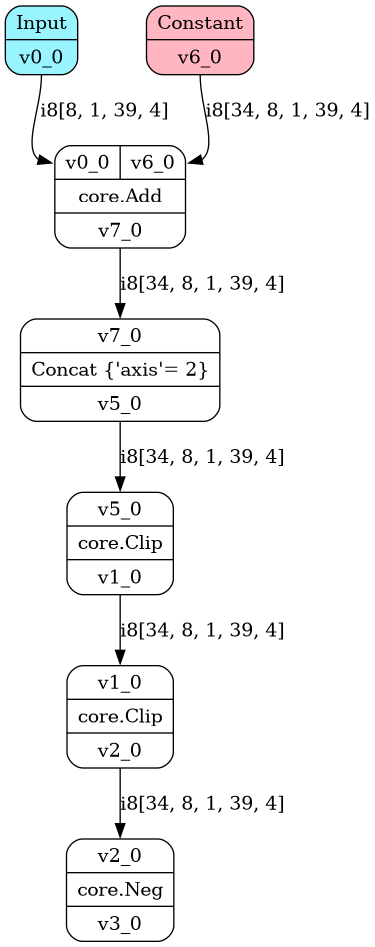 Input
v0_0
Constant
v6_0
i8[8, 1, 39, 4]
i8[34, 8, 1, 39, 4]
v0_0 v6_0
core.Add
v7_0
i8[34, 8, 1, 39, 4]
v7_0
Concat {'axis'= 2}
v5_0
i8[34, 8, 1, 39, 4]
v5_0
core.Clip
v1_0
i8[34, 8, 1, 39, 4]
v1_0
core.Clip
v2_0
i8[34, 8, 1, 39, 4]
v2_0
core.Neg
v3_0